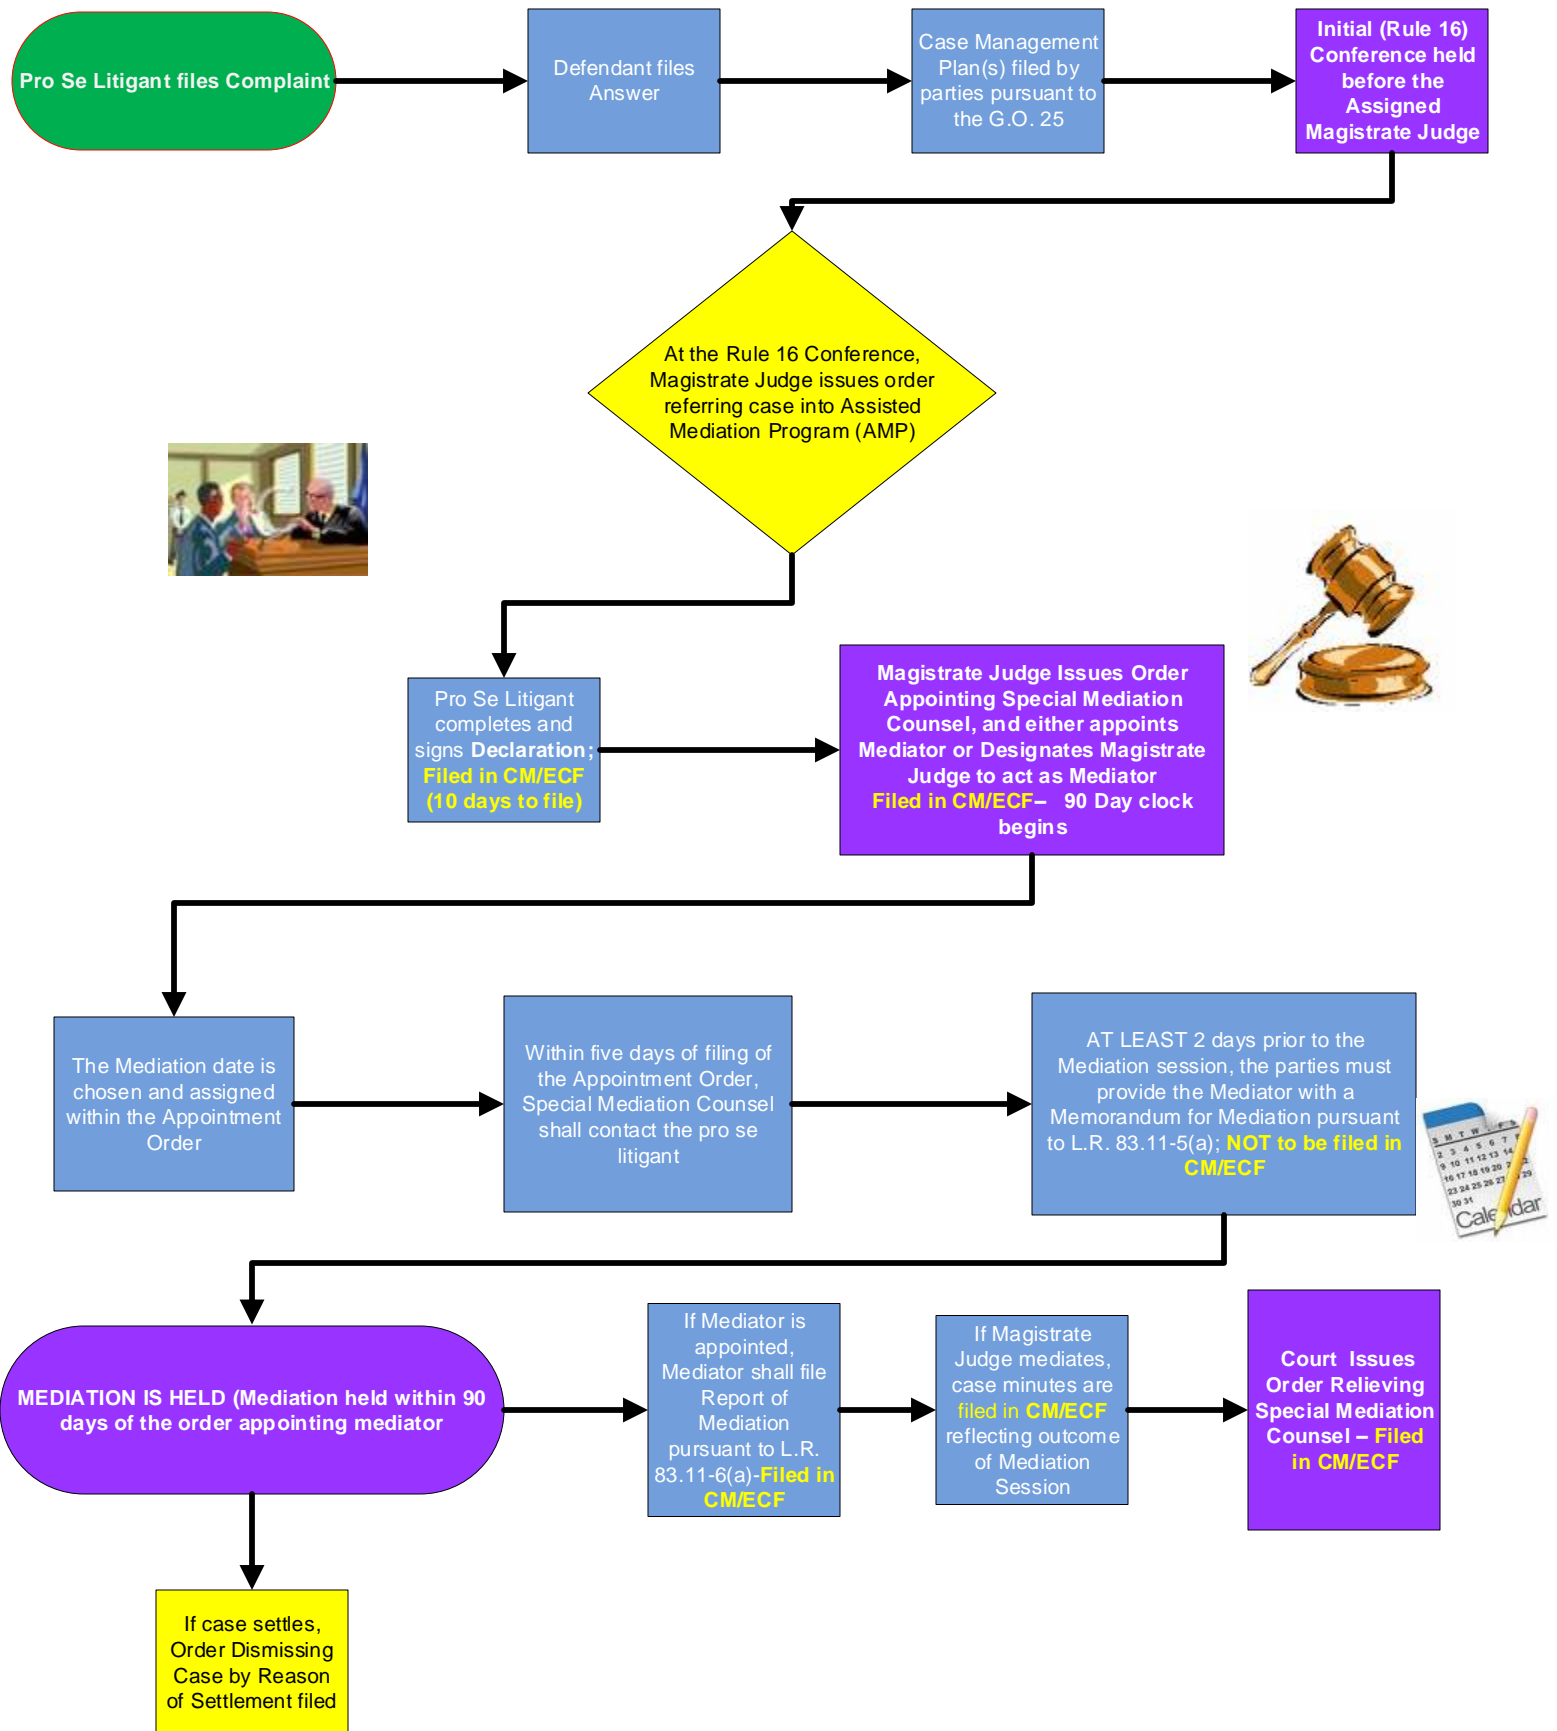 Pro Se Litigant files Complaint
Defendant files
Answer
Case Management
Plan(s) filed by
parties pursuant to
the G.O. 25
Initial (Rule 16)
Conference held
before the
Assigned
Magistrate Judge
At the Rule 16 Conference,
Magistrate Judge issues order
referring case into Assisted
Mediation Program (AMP)
Pro Se Litigant
completes and
signs Declaration;
Filed in CM/ECF
(10 days to file)
Magistrate Judge Issues Order
Appointing Special Mediation
Counsel, and either appoints
Mediator or Designates Magistrate
Judge to act as Mediator
Filed in CM/ECF– 90 Day clock
begins
The Mediation date is
chosen and assigned
within the Appointment
Order
Within five days of filing of
the Appointment Order,
Special Mediation Counsel
shall contact the pro se
litigant
AT LEAST 2 days prior to the
Mediation session, the parties must
provide the Mediator with a
Memorandum for Mediation pursuant
to L.R. 83.11-5(a); NOT to be filed in
CM/ECF
Calendar
MEDIATION IS HELD (Mediation held within 90
days of the order appointing mediator
If Mediator is
appointed,
Mediator shall file
Report of
Mediation
pursuant to L.R.
83.11-6(a)-Filed in
CM/ECF
If Magistrate
Judge mediates,
case minutes are
filed in CM/ECF
reflecting outcome
of Mediation
Session
Court Issues
Order Relieving
Special Mediation
Counsel – Filed
in CM/ECF
If case settles,
Order Dismissing
Case by Reason
of Settlement filed